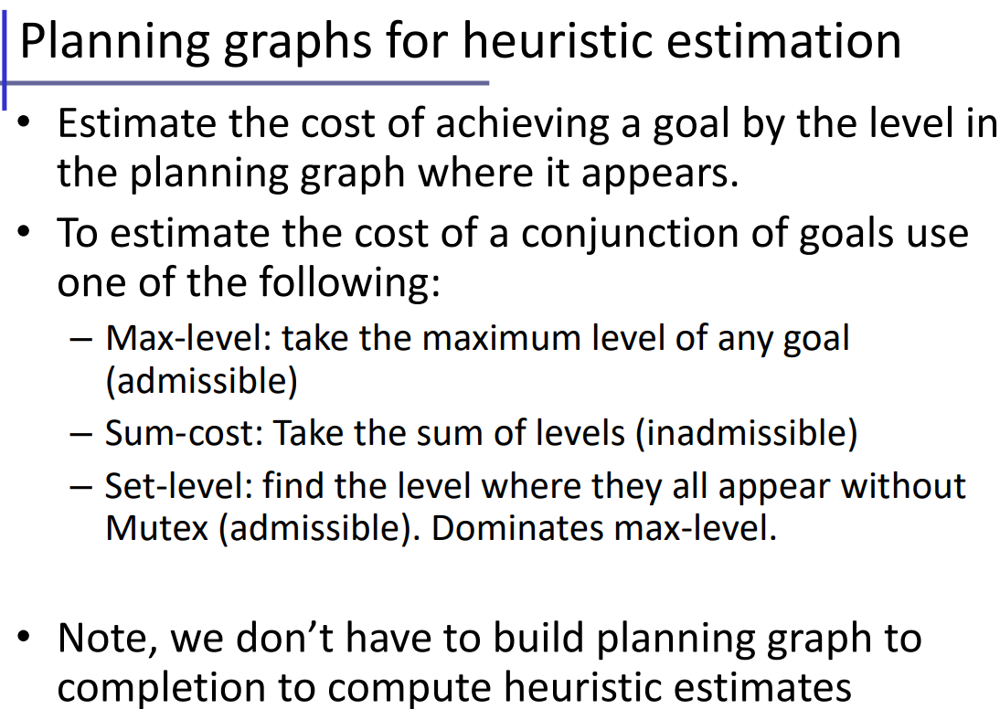 Planning graphs for heuristic estimation
• Estimate the cost of achieving a goal by the level in
the planning graph where it appears.
• To estimate the cost of a conjunction of goals use
one of the following:
– Max-level: take the maximum level of any goal
(admissible)
– Sum-cost: Take the sum of levels (inadmissible)
– Set-level: find the level where they all appear without
Mutex (admissible). Dominates max-level.
• Note, we don’t have to build planning graph to
completion to compute heuristic estimates